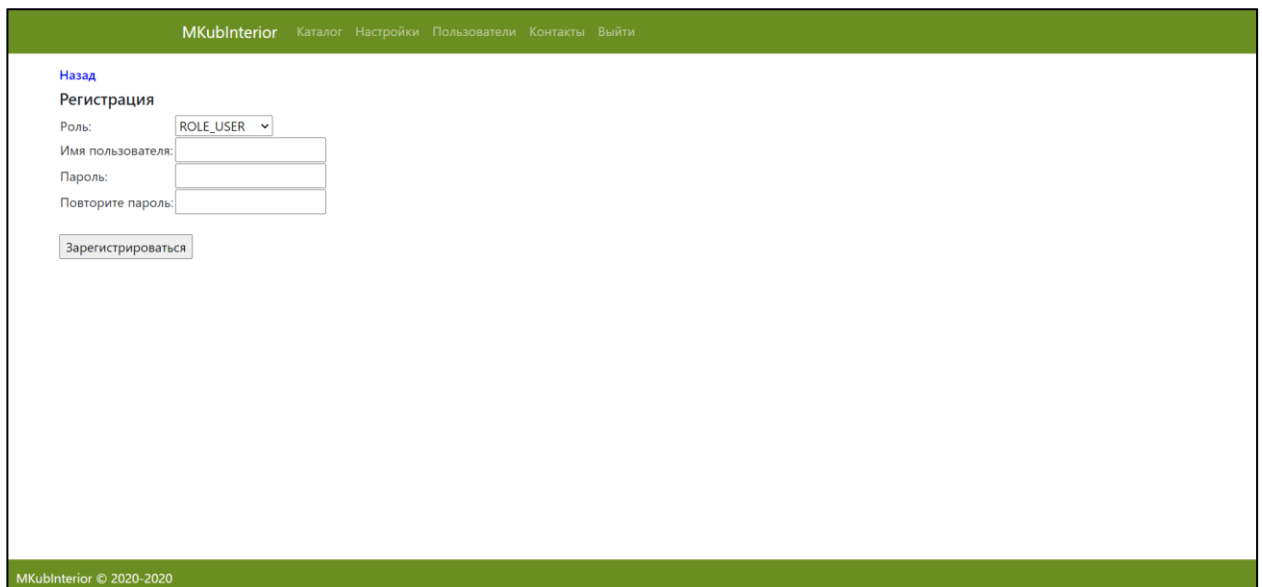 MKubInterior Каталог Настройки Пользователи Контакты Выйти
Назад
Регистрация
Роль: ROLE_USER
Имя пользователя:
Пароль:
Повторите пароль:
Зарегистрироваться
MKubInterior © 2020-2020